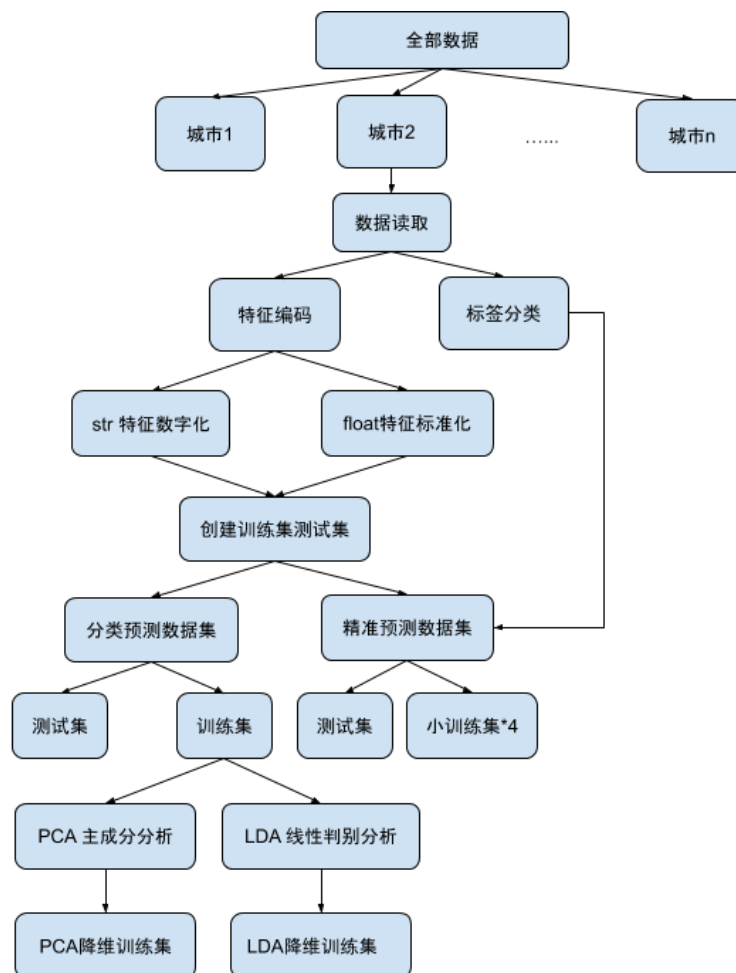 全部数据
城市1
城市2
…...
城市n
数据读取
特征编码
标签分类
str 特征数字化
float特征标准化
创建训练集测试集
分类预测数据集
精准预测数据集
测试集
训练集
测试集
小训练集*4
PCA 主成分分析
LDA 线性判别分析
PCA降维训练集
LDA降维训练集